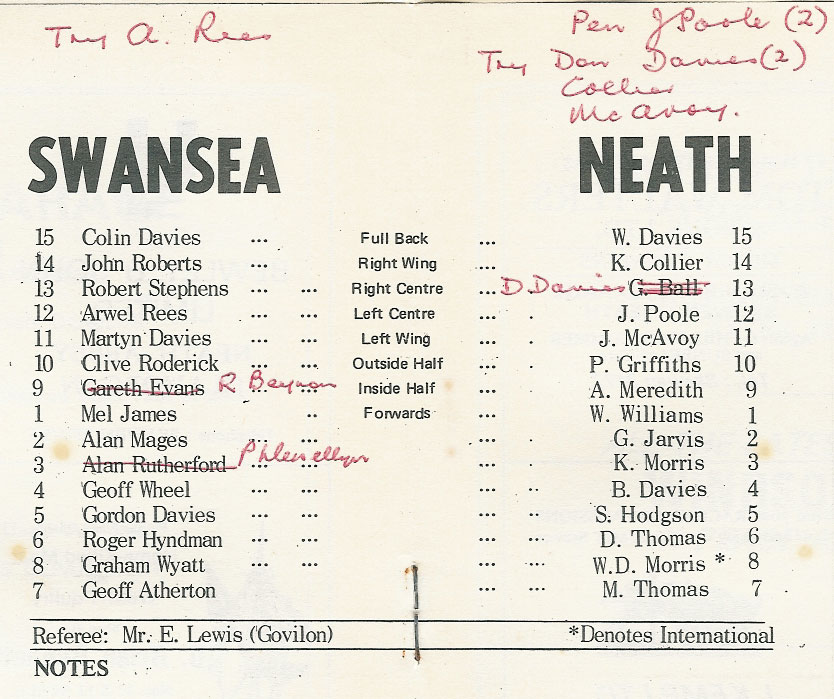 Try A. Rees
Pen J Poole (2)
Try Don Davies (2)
Collier
McAvoy.
SWANSEA NEATH
15 Colin Davies ... Full Back ... W. Davies 15
14 John Roberts ... Right Wing ... K. Collier 14
13 Robert Stephens ... ... Right Centre ... D. Davies G. Ball 13
12 Arwel Rees ... ... Left Centre ... . J. Poole 12
11 Martyn Davies ... ... Left Wing ... . J. McAvoy 11
10 Clive Roderick ... ... Outside Half ... . P. Griffiths 10
9 Gareth Evans R Beynon ... Inside Half ... . A. Meredith 9
1 Mel James .. Forwards ... W. Williams 1
2 Alan Mages ... ... ... . G. Jarvis 2
3 Alan Rutherford P Llewellyn ... ... ... . K. Morris 3
4 Geoff Wheel ... ... ... .. B. Davies 4
5 Gordon Davies ... ... ... ... S. Hodgson 5
6 Roger Hyndman ... ... ... ... D. Thomas 6
8 Graham Wyatt ... ... ... ... W.D. Morris * 8
7 Geoff Atherton ... ... M. Thomas 7
Referee: Mr. E. Lewis (Govilon) *Denotes International
NOTES